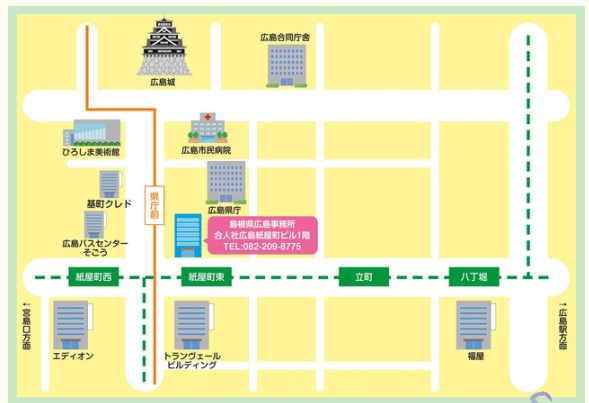 広島城
広島合同庁舎
ひろしま美術館
広島市民病院
基町クレド
県庁前
広島県庁
島根県広島事務所
合人社広島紙屋町ビル1階
TEL:082-209-8775
広島バスセンター
そごう
紙屋町西
紙屋町東
立町
八丁堀
←宮島口方面
→広島駅方面
エディオン
トランヴェール
ビルディング
福屋